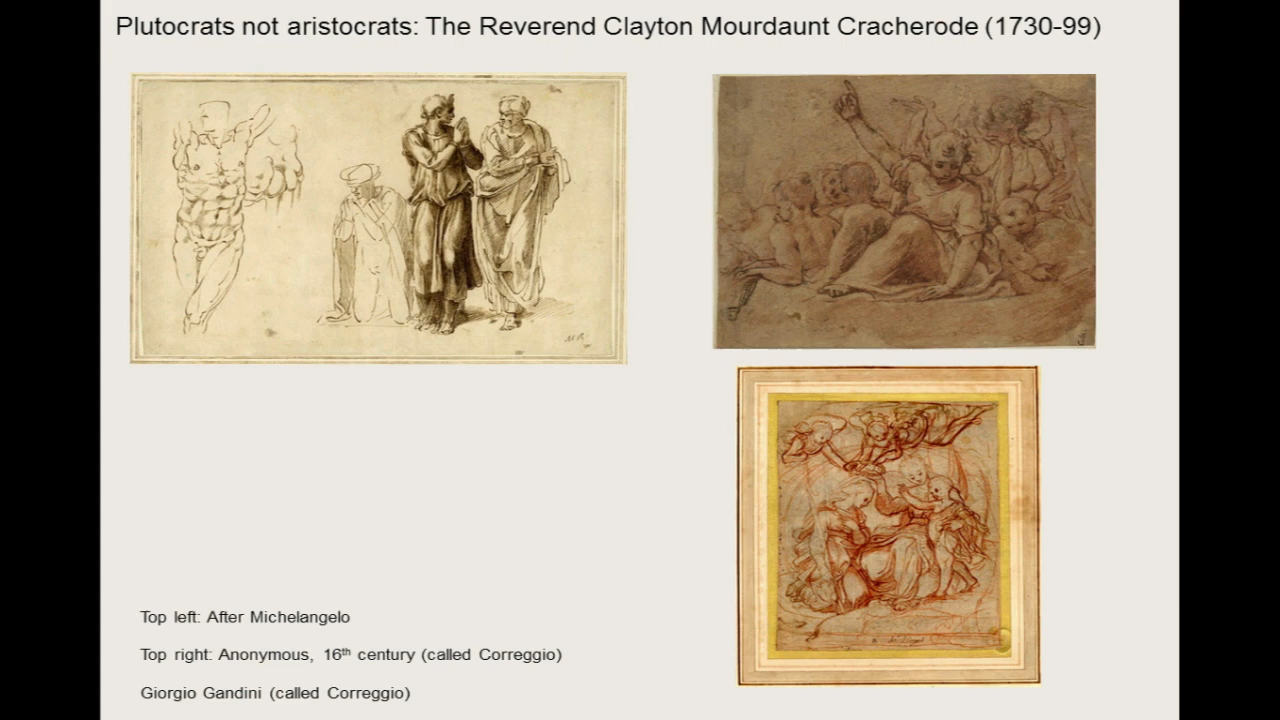 Plutocrats not aristocrats: The Reverend Clayton Mourdaunt Cracherode (1730-99)
Top left: After Michelangelo
Top right: Anonymous, 16th century (called Correggio)
Giorgio Gandini (called Correggio)